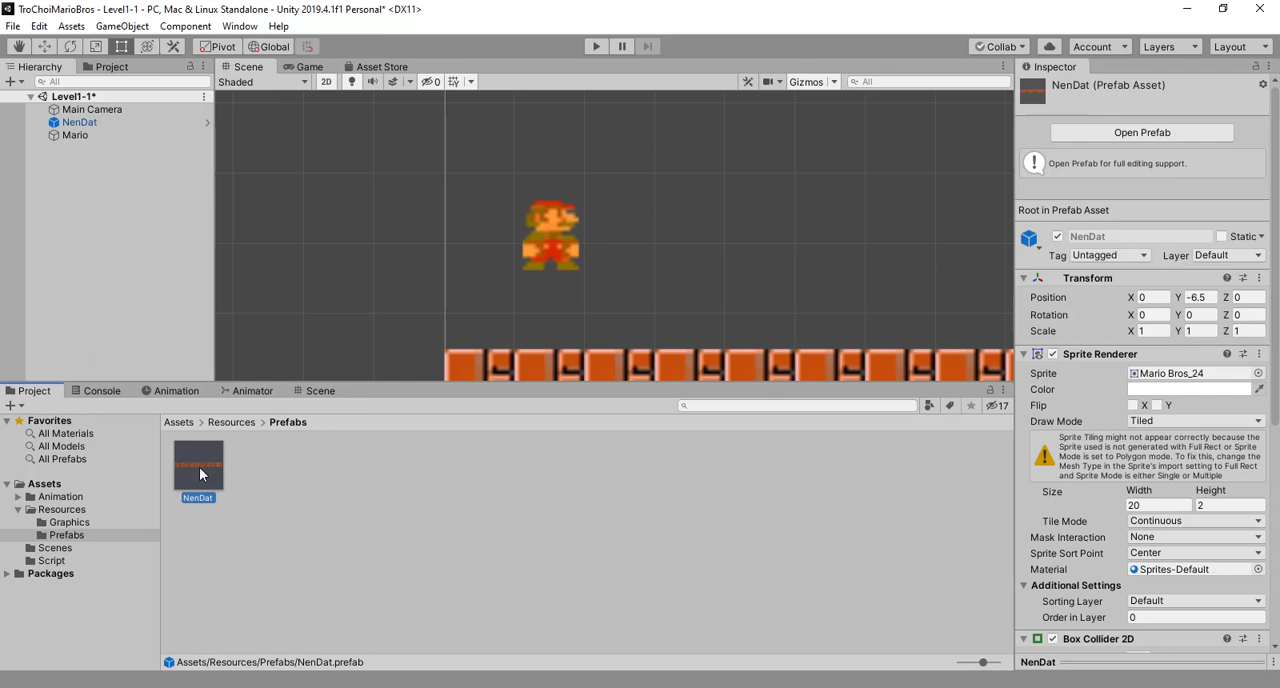 TroChoiMarioBros - Level1-1 - PC, Mac & Linux Standalone - Unity 2019.4.1f1 Personal* <DX11>
File Edit Assets GameObject Component Window Help
Pivot Global Collab Account Layers Layout
Hierarchy Project Scene Game Asset Store Inspector
All Shaded 2D 0 Gizmos All
Level1-1*
Main Camera
NenDat
Mario
NenDat (Prefab Asset)
Open Prefab
Open Prefab for full editing support.
Root in Prefab Asset
NenDat Static
Tag Untagged Layer Default
Transform
Position X 0 Y -6.5 Z 0
Rotation X 0 Y 0 Z 0
Scale X 1 Y 1 Z 1
Sprite Renderer
Sprite Mario Bros_24
Color
Flip X Y
Draw Mode Tiled
Sprite Tiling might not appear correctly because the
Sprite used is not generated with Full Rect or Sprite
Mode is set to Polygon mode. To fix this, change the
Mesh Type in the Sprite's import setting to Full Rect
and Sprite Mode is either Single or Multiple
Size Width Height
20 2
Tile Mode Continuous
Mask Interaction None
Sprite Sort Point Center
Material Sprites-Default
Additional Settings
Sorting Layer Default
Order in Layer 0
Box Collider 2D
NenDat
Project Console Animation Animator Scene
17
Favorites
All Materials
All Models
All Prefabs
Assets
Animation
Resources
Graphics
Prefabs
Scenes
Script
Packages
Assets > Resources > Prefabs
NenDat
Assets/Resources/Prefabs/NenDat.prefab